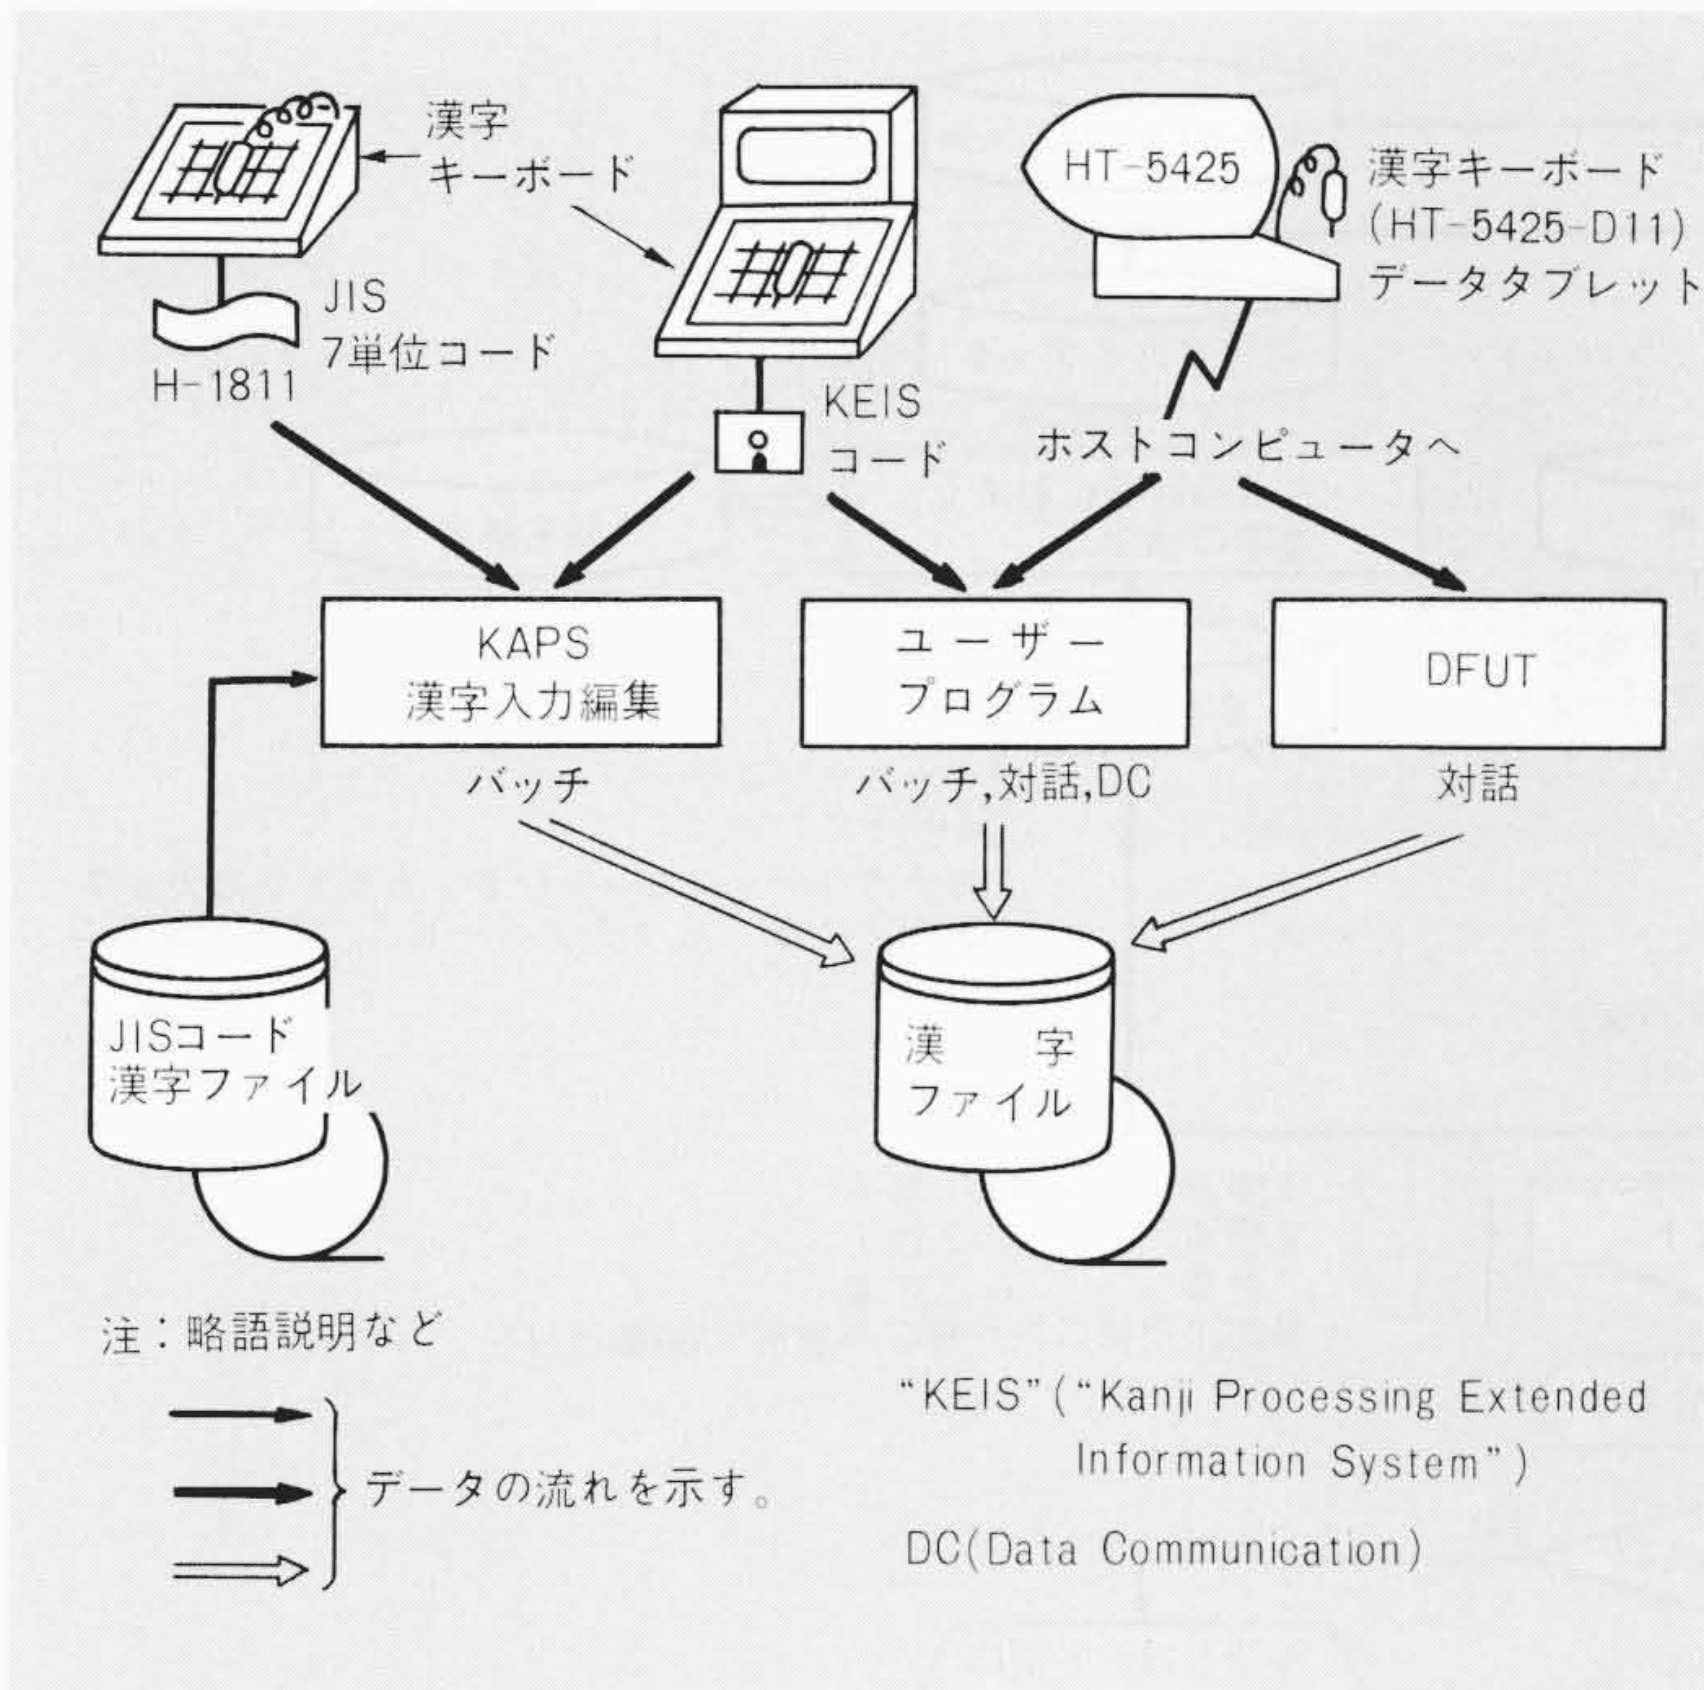 漢字
キーボード
JIS
7単位コード
H-1811
KEIS
コード
HT-5425
漢字キーボード
(HT-5425-D11)
データタブレット
ホストコンピュータへ
KAPS
漢字入力編集
バッチ
ユーザー
プログラム
バッチ,対話,DC
DFUT
対話
JISコード
漢字ファイル
漢 字
ファイル
注：略語説明など
データの流れを示す。
“KEIS”(“Kanji Processing Extended
Information System”)
DC(Data Communication)